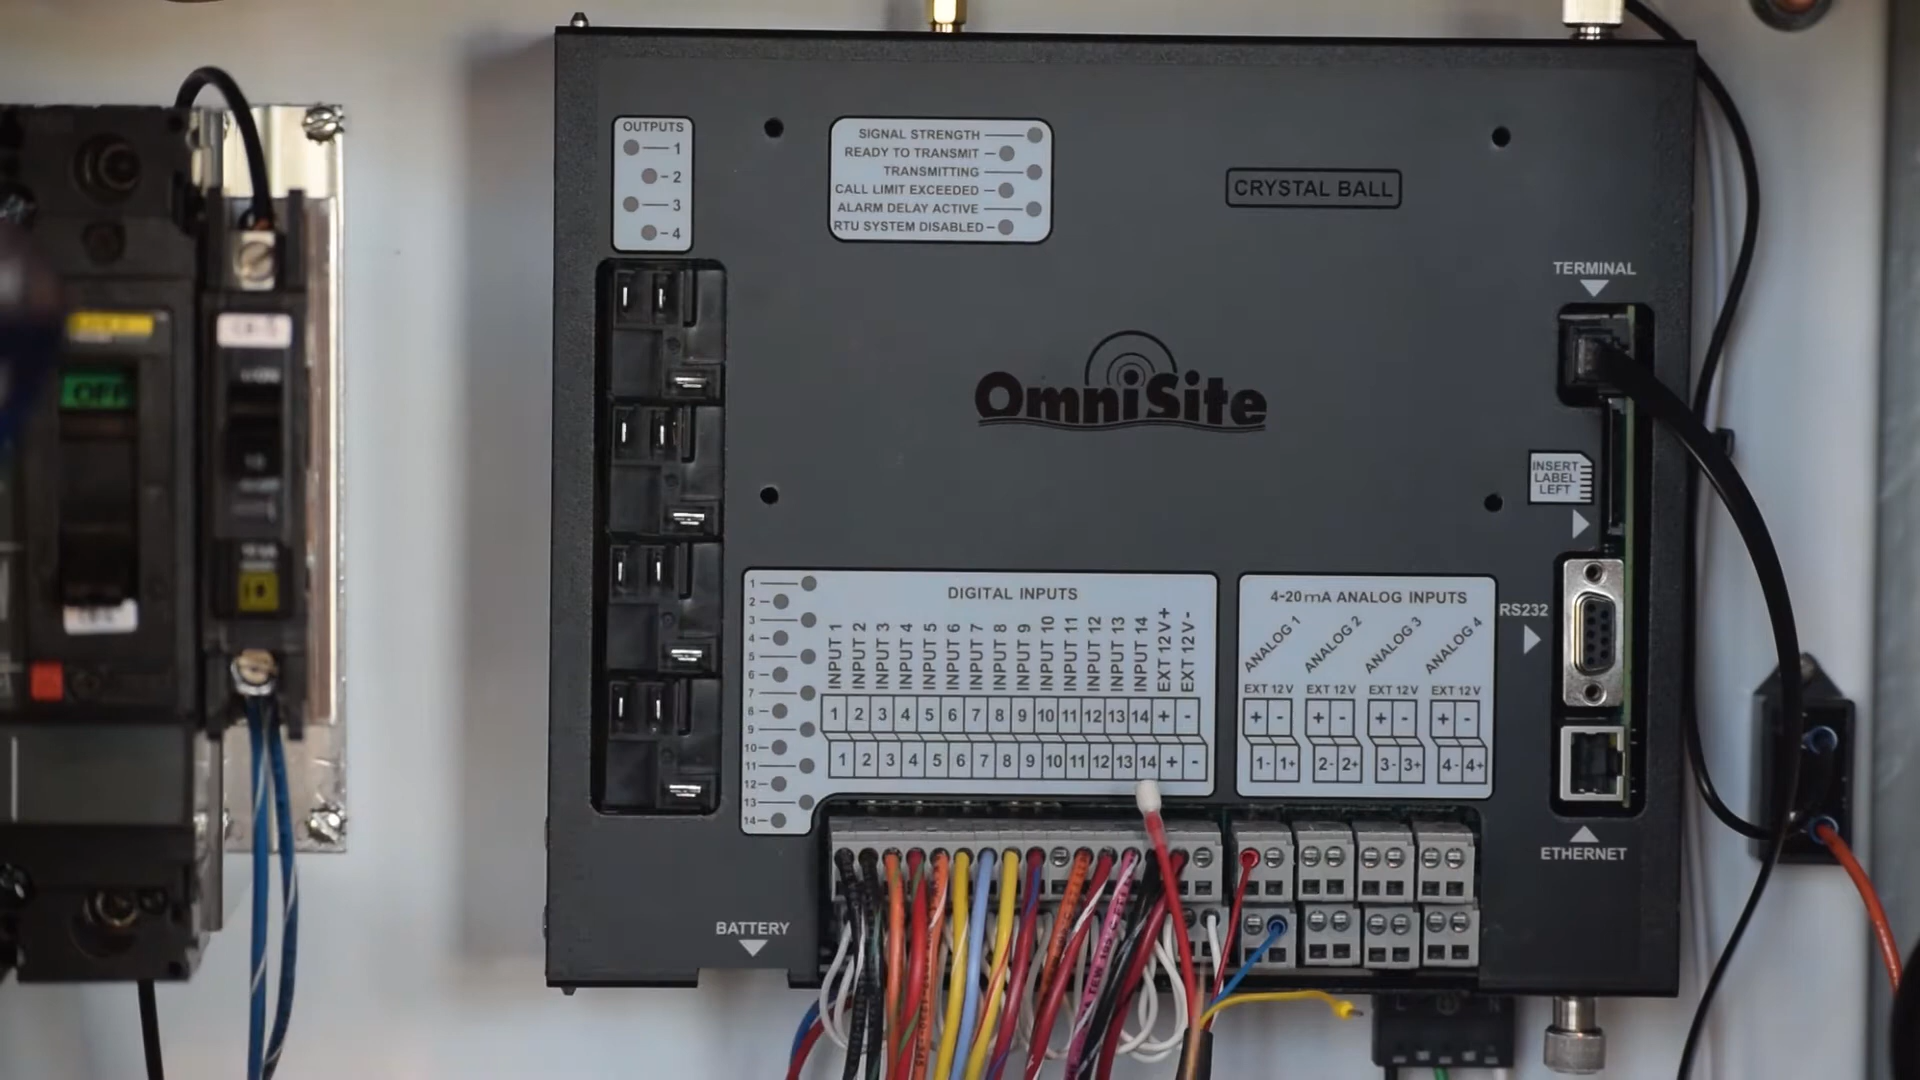 OUTPUTS
1
2
3
4
SIGNAL STRENGTH
READY TO TRANSMIT
TRANSMITTING
CALL LIMIT EXCEEDED
ALARM DELAY ACTIVE
RTU SYSTEM DISABLED
CRYSTAL BALL
TERMINAL
OFF
OmniSite
INSERT
LABEL
LEFT
RS232
ETHERNET
1
2
3
4
5
6
7
8
9
10
11
12
13
14
DIGITAL INPUTS
INPUT 1
INPUT 2
INPUT 3
INPUT 4
INPUT 5
INPUT 6
INPUT 7
INPUT 8
INPUT 9
INPUT 10
INPUT 11
INPUT 12
INPUT 13
INPUT 14
EXT 12V+
EXT 12V-
1 2 3 4 5 6 7 8 9 10 11 12 13 14 + -
1 2 3 4 5 6 7 8 9 10 11 12 13 14 + -
4-20mA ANALOG INPUTS
ANALOG 1
ANALOG 2
ANALOG 3
ANALOG 4
EXT 12V EXT 12V EXT 12V EXT 12V
+ - + - + - + -
1- 1+ 2- 2+ 3- 3+ 4- 4+
BATTERY